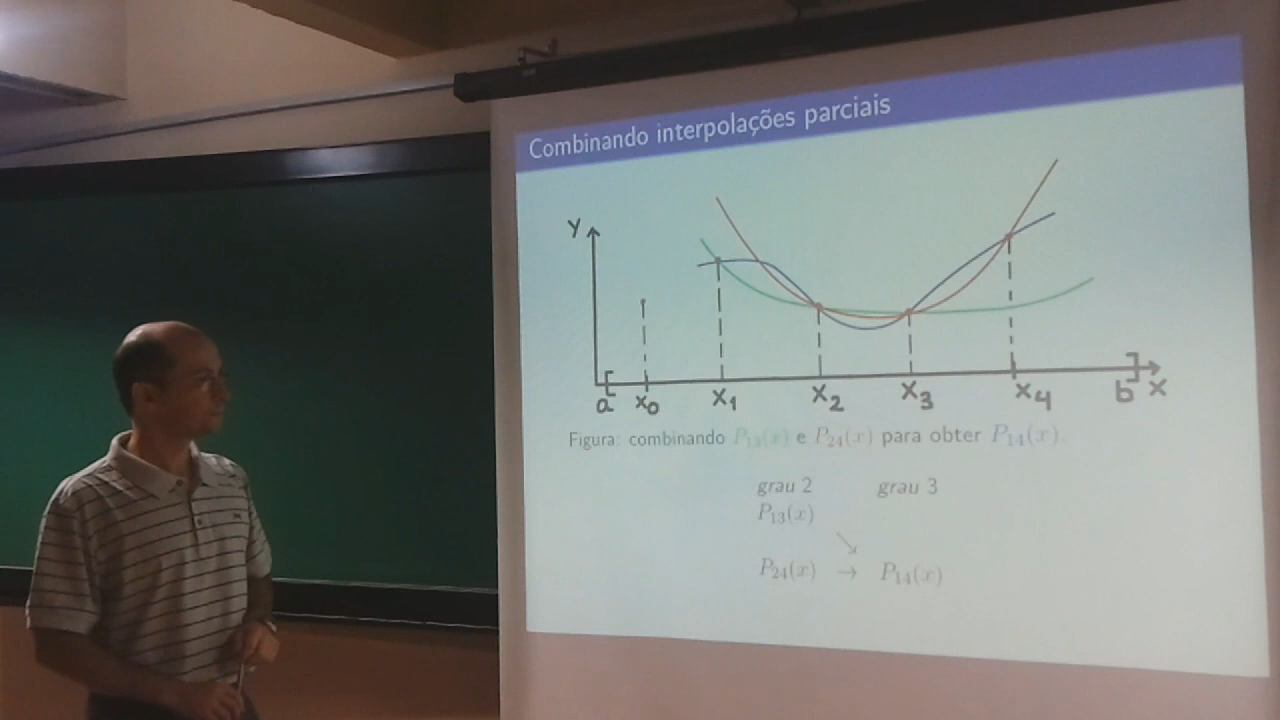 Combinando interpolações parciais
Y
a x₀ x₁ x₂ x₃ x₄ b x
Figura: combinando P₁₃(x) e P₂₄(x) para obter P₁₄(x).
grau 2 grau 3
P₁₃(x)
↘
P₂₄(x) → P₁₄(x)